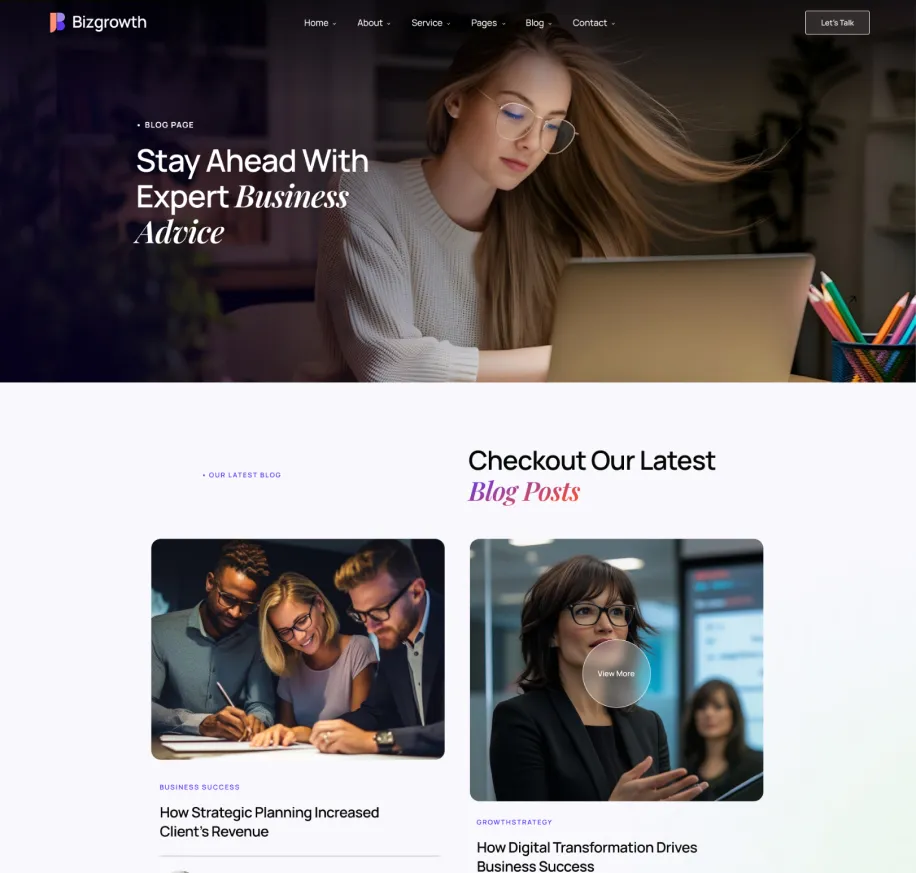 Bizgrowth
Home
About
Service
Pages
Blog
Contact
Let's Talk
• BLOG PAGE
Stay Ahead With
Expert Business
Advice
• OUR LATEST BLOG
Checkout Our Latest
Blog Posts
View More
BUSINESS SUCCESS
How Strategic Planning Increased
Client's Revenue
GROWTHSTRATEGY
How Digital Transformation Drives
Business Success